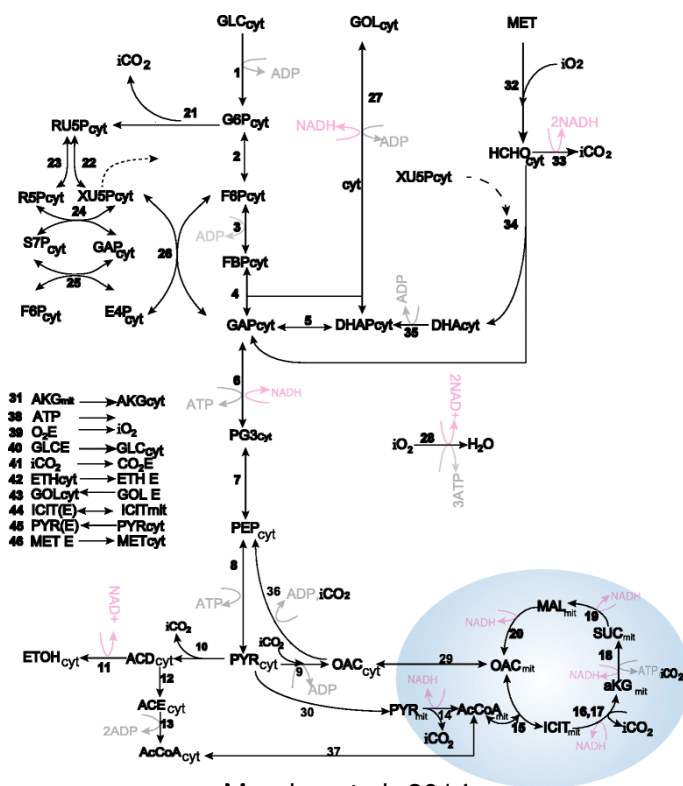 GLCcyt GOLcyt MET
iCO2 1 ADP 32 iO2
21 27
RU5Pcyt G6Pcyt NADH ADP 2NADH
23 22 2 HCHOcyt 33 iCO2
R5Pcyt XU5Pcyt F6Pcyt cyt XU5Pcyt
24 3 34
S7Pcyt GAPcyt 26 ADP
25 FBPcyt ADP
F6Pcyt E4Pcyt 4
GAPcyt 5 DHAPcyt 35 DHAcyt
6
31 AKGmit AKGcyt ATP NADH
38 ATP
39 O2E iO2 PG3cyt 2NAD+
40 GLCE GLCcyt iO2 28 H2O
41 iCO2 CO2E 7 3ATP
42 ETHcyt ETH E
43 GOLcyt GOL E
44 ICIT(E) ICITmit
45 PYR(E) PYRcyt PEPcyt
46 MET E METcyt
8 36 ADP,iCO2
NAD+ ATP MALmit 19 NADH
iCO2 NADH 20 SUCmit
10 iCO2 18
ETOHcyt 11 ACDcyt PYRcyt 9 OACcyt 29 OACmit NADH ATP iCO2
12 ADP aKGmit
ACEcyt 30 NADH 16,17
13 PYRmit 14 AcCoAmit 15 ICITmit iCO2
2ADP iCO2 NADH
AcCoAcyt 37